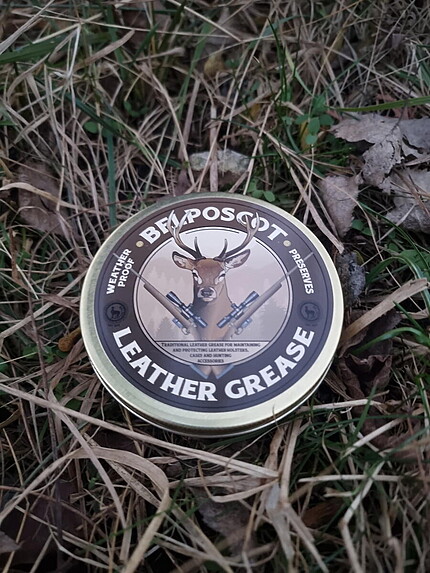 BELPOSCOT
WEATHER
PROOF
PRESERVES
TRADITIONAL LEATHER GREASE FOR MAINTAINING
AND PROTECTING LEATHER HOLSTERS,
CASES AND HUNTING
ACCESSORIES
LEATHER GREASE